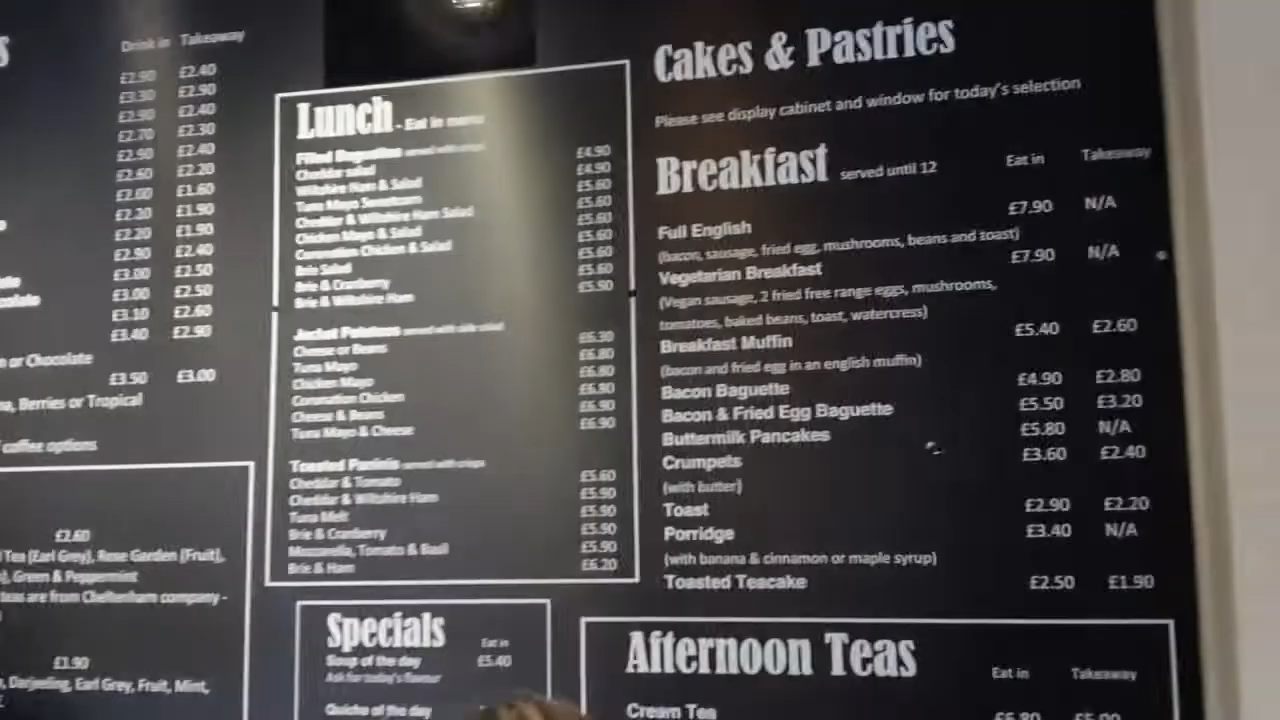 s
Drink in Takeaway
£2.90 £2.40
£3.30 £2.90
£2.90 £2.40
£2.70 £2.30
£2.90 £2.40
£2.60 £2.20
£2.00 £1.60
£2.20 £1.90
£2.20 £1.90
£2.90 £2.40
£3.00 £2.50
£3.00 £2.50
£3.10 £2.60
£3.40 £2.90
n or Chocolate
£3.50 £3.00
na, Berries or Tropical
coffee options
£2.60
Tea (Earl Grey), Rose Garden (Fruit),
), Green & Peppermint
teas are from Cheltenham company -
£1.90
, Darjeeling, Earl Grey, Fruit, Mint,
Lunch - Eat in menu
Filled Baguettes served with crisps £4.90
Cheddar salad £4.90
Wiltshire Ham & Salad £5.60
Tuna Mayo Sweetcorn £5.60
Cheddar & Wiltshire Ham Salad £5.60
Chicken Mayo & Salad £5.60
Coronation Chicken & Salad £5.60
Brie Salad £5.60
Brie & Cranberry £5.90
Brie & Wiltshire Ham
Jacket Potatoes served with side salad
Cheese or Beans £6.30
Tuna Mayo £6.80
Chicken Mayo £6.80
Coronation Chicken £6.90
Cheese & Beans £6.90
Tuna Mayo & Cheese £6.90
Toasted Paninis served with crisps
Cheddar & Tomato £5.60
Cheddar & Wiltshire Ham £5.90
Tuna Melt £5.90
Brie & Cranberry £5.90
Mozzarella, Tomato & Basil £5.90
Brie & Ham £6.20
Specials Eat in
Soup of the day £5.40
Ask for today's flavour
Quiche of the day
Cakes & Pastries
Please see display cabinet and window for today's selection
Breakfast served until 12 Eat in Takeaway
Full English £7.90 N/A
(bacon, sausage, fried egg, mushrooms, beans and toast)
Vegetarian Breakfast £7.90 N/A
(Vegan sausage, 2 fried free range eggs, mushrooms,
tomatoes, baked beans, toast, watercress)
Breakfast Muffin £5.40 £2.60
(bacon and fried egg in an english muffin)
Bacon Baguette £4.90 £2.80
Bacon & Fried Egg Baguette £5.50 £3.20
Buttermilk Pancakes £5.80 N/A
Crumpets £3.60 £2.40
(with butter)
Toast £2.90 £2.20
Porridge £3.40 N/A
(with banana & cinnamon or maple syrup)
Toasted Teacake £2.50 £1.90
Afternoon Teas Eat in Takeaway
Cream Tea £6.80 £5.00